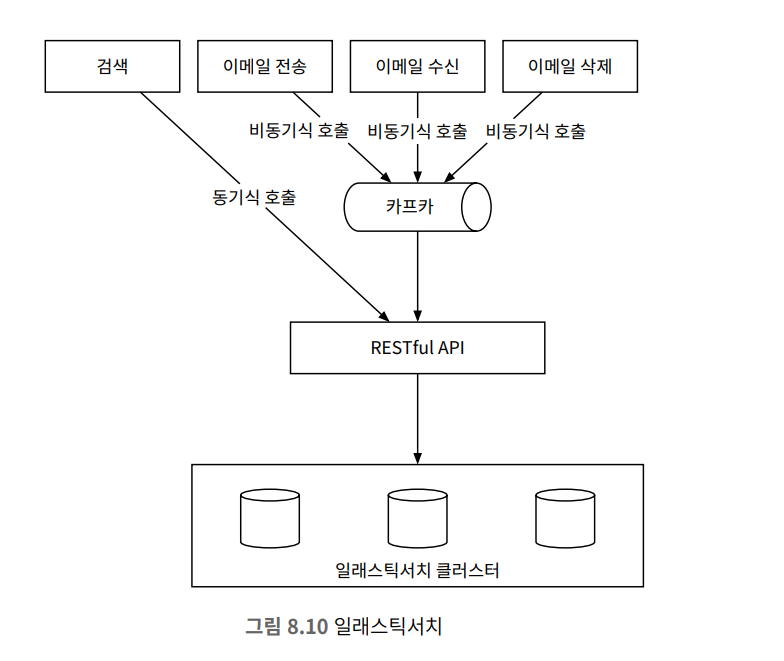 검색
이메일 전송
이메일 수신
이메일 삭제
비동기식 호출
비동기식 호출
비동기식 호출
동기식 호출
카프카
RESTful API
일래스틱서치 클러스터
그림 8.10 일래스틱서치